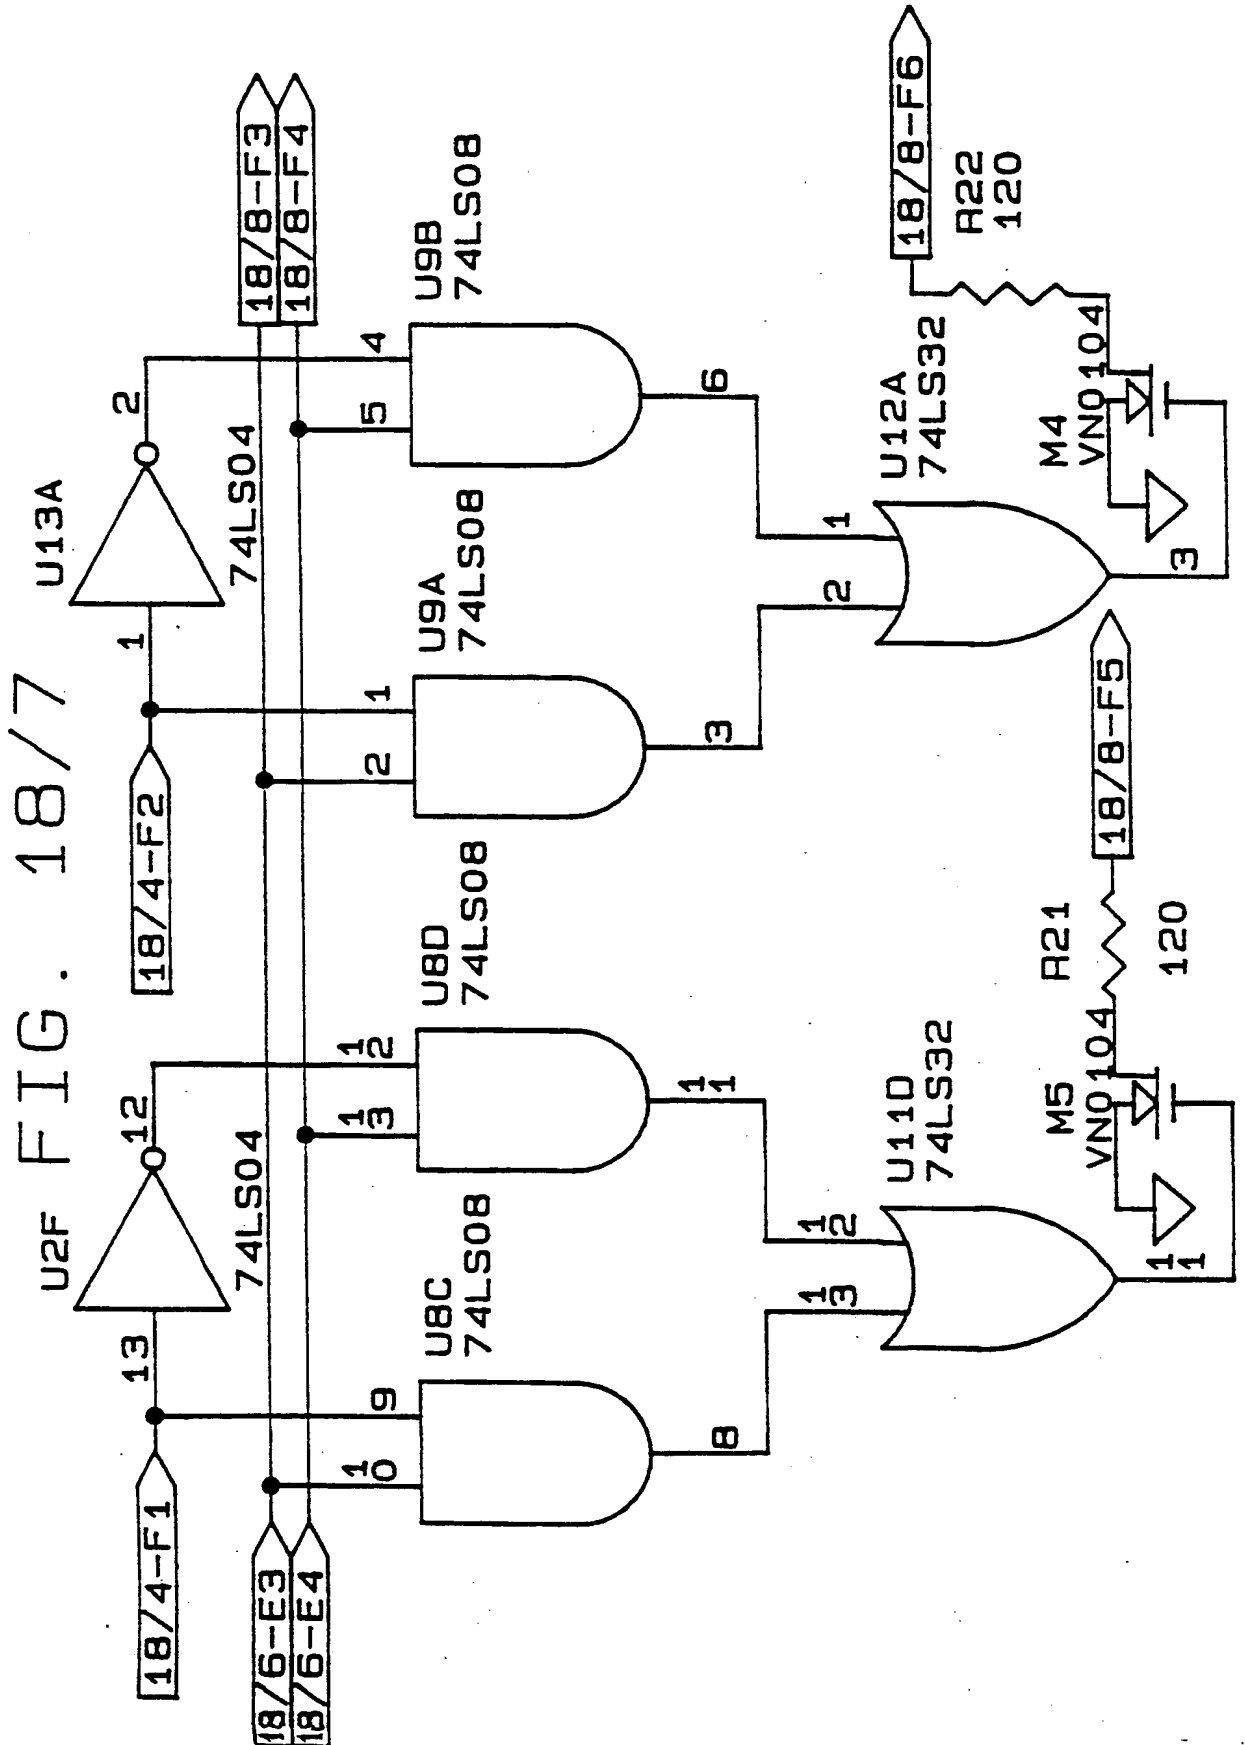 FIG. 18/7
18/4-F1
13
U2F
12
74LS04
18/4-F2
1
U13A
2
74LS04
18/6-E3
18/6-E4
18/8-F3
18/8-F4
10
9
U8C
74LS08
8
13
12
U8D
74LS08
11
2
1
U9A
74LS08
3
5
4
U9B
74LS08
6
13
12
U11D
74LS32
11
2
1
U12A
74LS32
3
M5
VN0104
R21
120
18/8-F5
M4
VN0104
R22
120
18/8-F6